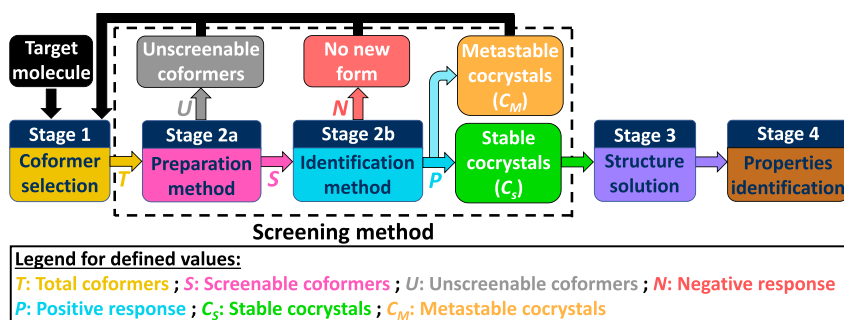 Target
molecule
Unscreenable
coformers
No new
form
Metastable
cocrystals
(CM)
U
N
Stage 1
Coformer
selection
T
Stage 2a
Preparation
method
S
Stage 2b
Identification
method
P
Stable
cocrystals
(Cs)
Stage 3
Structure
solution
Stage 4
Properties
identification
Screening method
Legend for defined values:
T: Total coformers ; S: Screenable coformers ; U: Unscreenable coformers ; N: Negative response
P: Positive response ; CS: Stable cocrystals ; CM: Metastable cocrystals